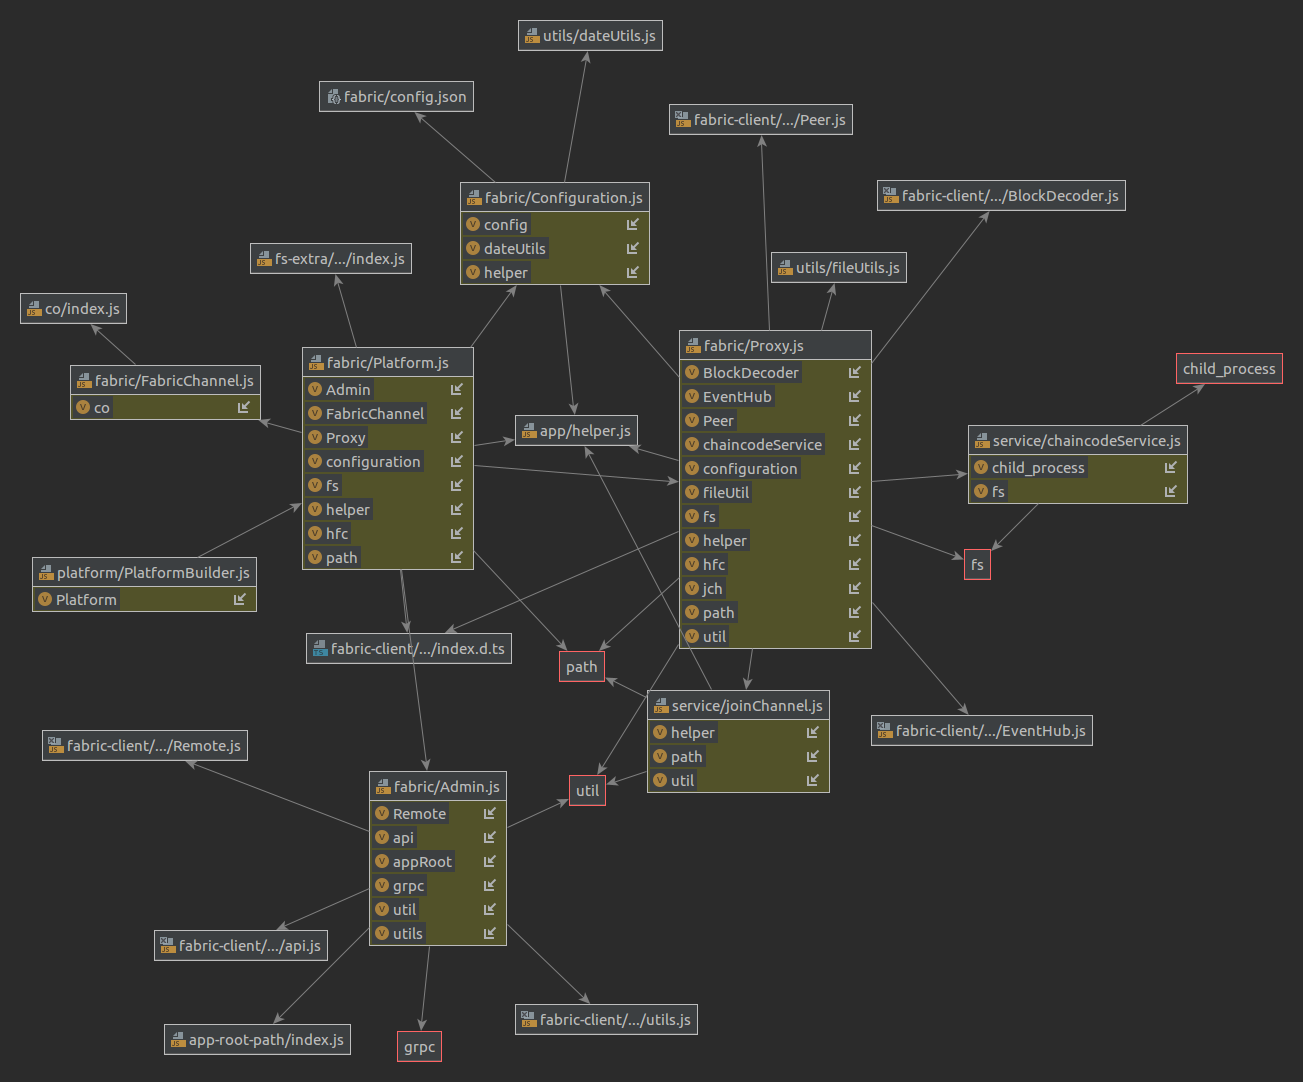 utils/dateUtils.js
fabric/config.json
fabric-client/.../Peer.js
fabric/Configuration.js
config
dateUtils
helper
fabric-client/.../BlockDecoder.js
fs-extra/.../index.js
utils/fileUtils.js
co/index.js
fabric/FabricChannel.js
co
fabric/Platform.js
Admin
FabricChannel
Proxy
configuration
fs
helper
hfc
path
app/helper.js
fabric/Proxy.js
BlockDecoder
EventHub
Peer
chaincodeService
configuration
fileUtil
fs
helper
hfc
jch
path
util
child_process
service/chaincodeService.js
child_process
fs
fs
platform/PlatformBuilder.js
Platform
fabric-client/.../index.d.ts
path
service/joinChannel.js
helper
path
util
fabric-client/.../EventHub.js
fabric-client/.../Remote.js
util
fabric/Admin.js
Remote
api
appRoot
grpc
util
utils
fabric-client/.../api.js
app-root-path/index.js
grpc
fabric-client/.../utils.js